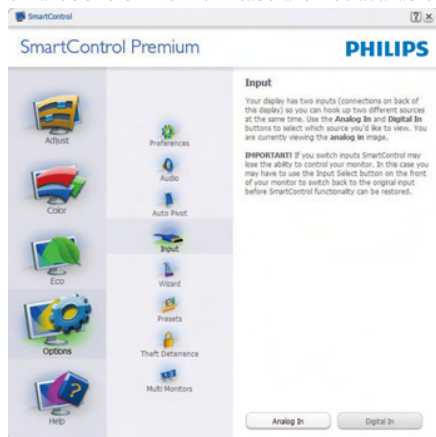 SmartControl
SmartControl Premium
PHILIPS
Adjust
Color
Eco
Options
Help
Preferences
Audio
Auto Pivot
Input
Wizard
Presets
Theft Deterrence
Multi Monitors
Input
Your display has two inputs (connections on back of
this display) so you can hook up two different sources
at the same time. Use the Analog In and Digital In
buttons to select which source you'd like to view. You
are currently viewing the analog in image.
IMPORTANT! If you switch inputs SmartControl may
lose the ability to control your monitor. In this case you
may have to use the Input Select button on the front
of your monitor to switch back to the original input
before SmartControl functionality can be restored.
Analog In
Digital In